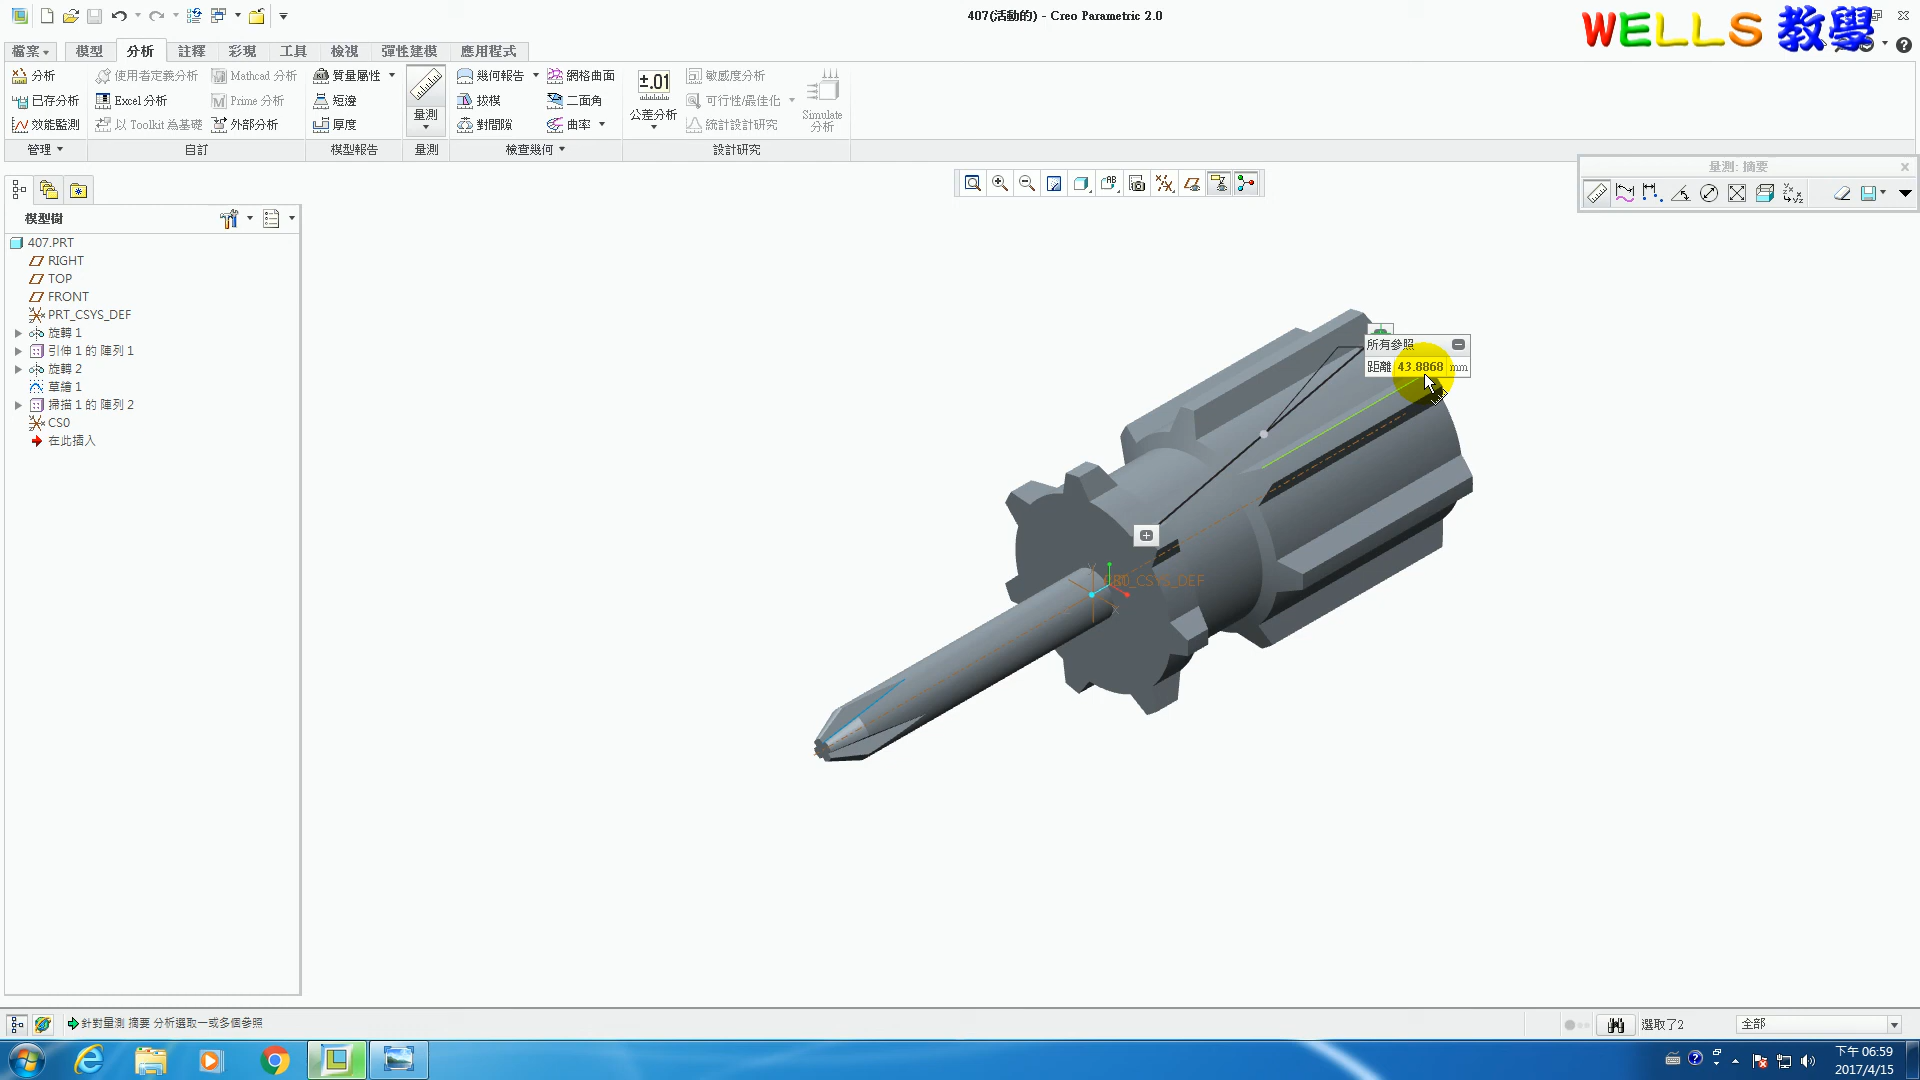 407(活動的) - Creo Parametric 2.0
WELLS 教學
檔案 模型 分析 註釋 彩現 工具 檢視 彈性建模 應用程式
分析 使用者定義分析 Mathcad 分析 質量屬性 幾何報告 網格曲面 敏感度分析
已存分析 Excel 分析 Prime 分析 短邊 拔模 二面角 可行性/最佳化
效能監測 以 Toolkit 為基礎 外部分析 厚度 量測 對間隙 曲率 公差分析 統計設計研究 Simulate 分析
管理 自訂 模型報告 量測 檢查幾何 設計研究
量測: 摘要
模型樹
407.PRT
RIGHT
TOP
FRONT
PRT_CSYS_DEF
旋轉 1
引伸 1 的 陣列 1
旋轉 2
草繪 1
掃描 1 的 陣列 2
CS0
在此插入
所有參照
距離 43.8868 mm
針對量測 摘要 分析選取一或多個參照
選取了2
全部
下午 06:59
2017/4/15